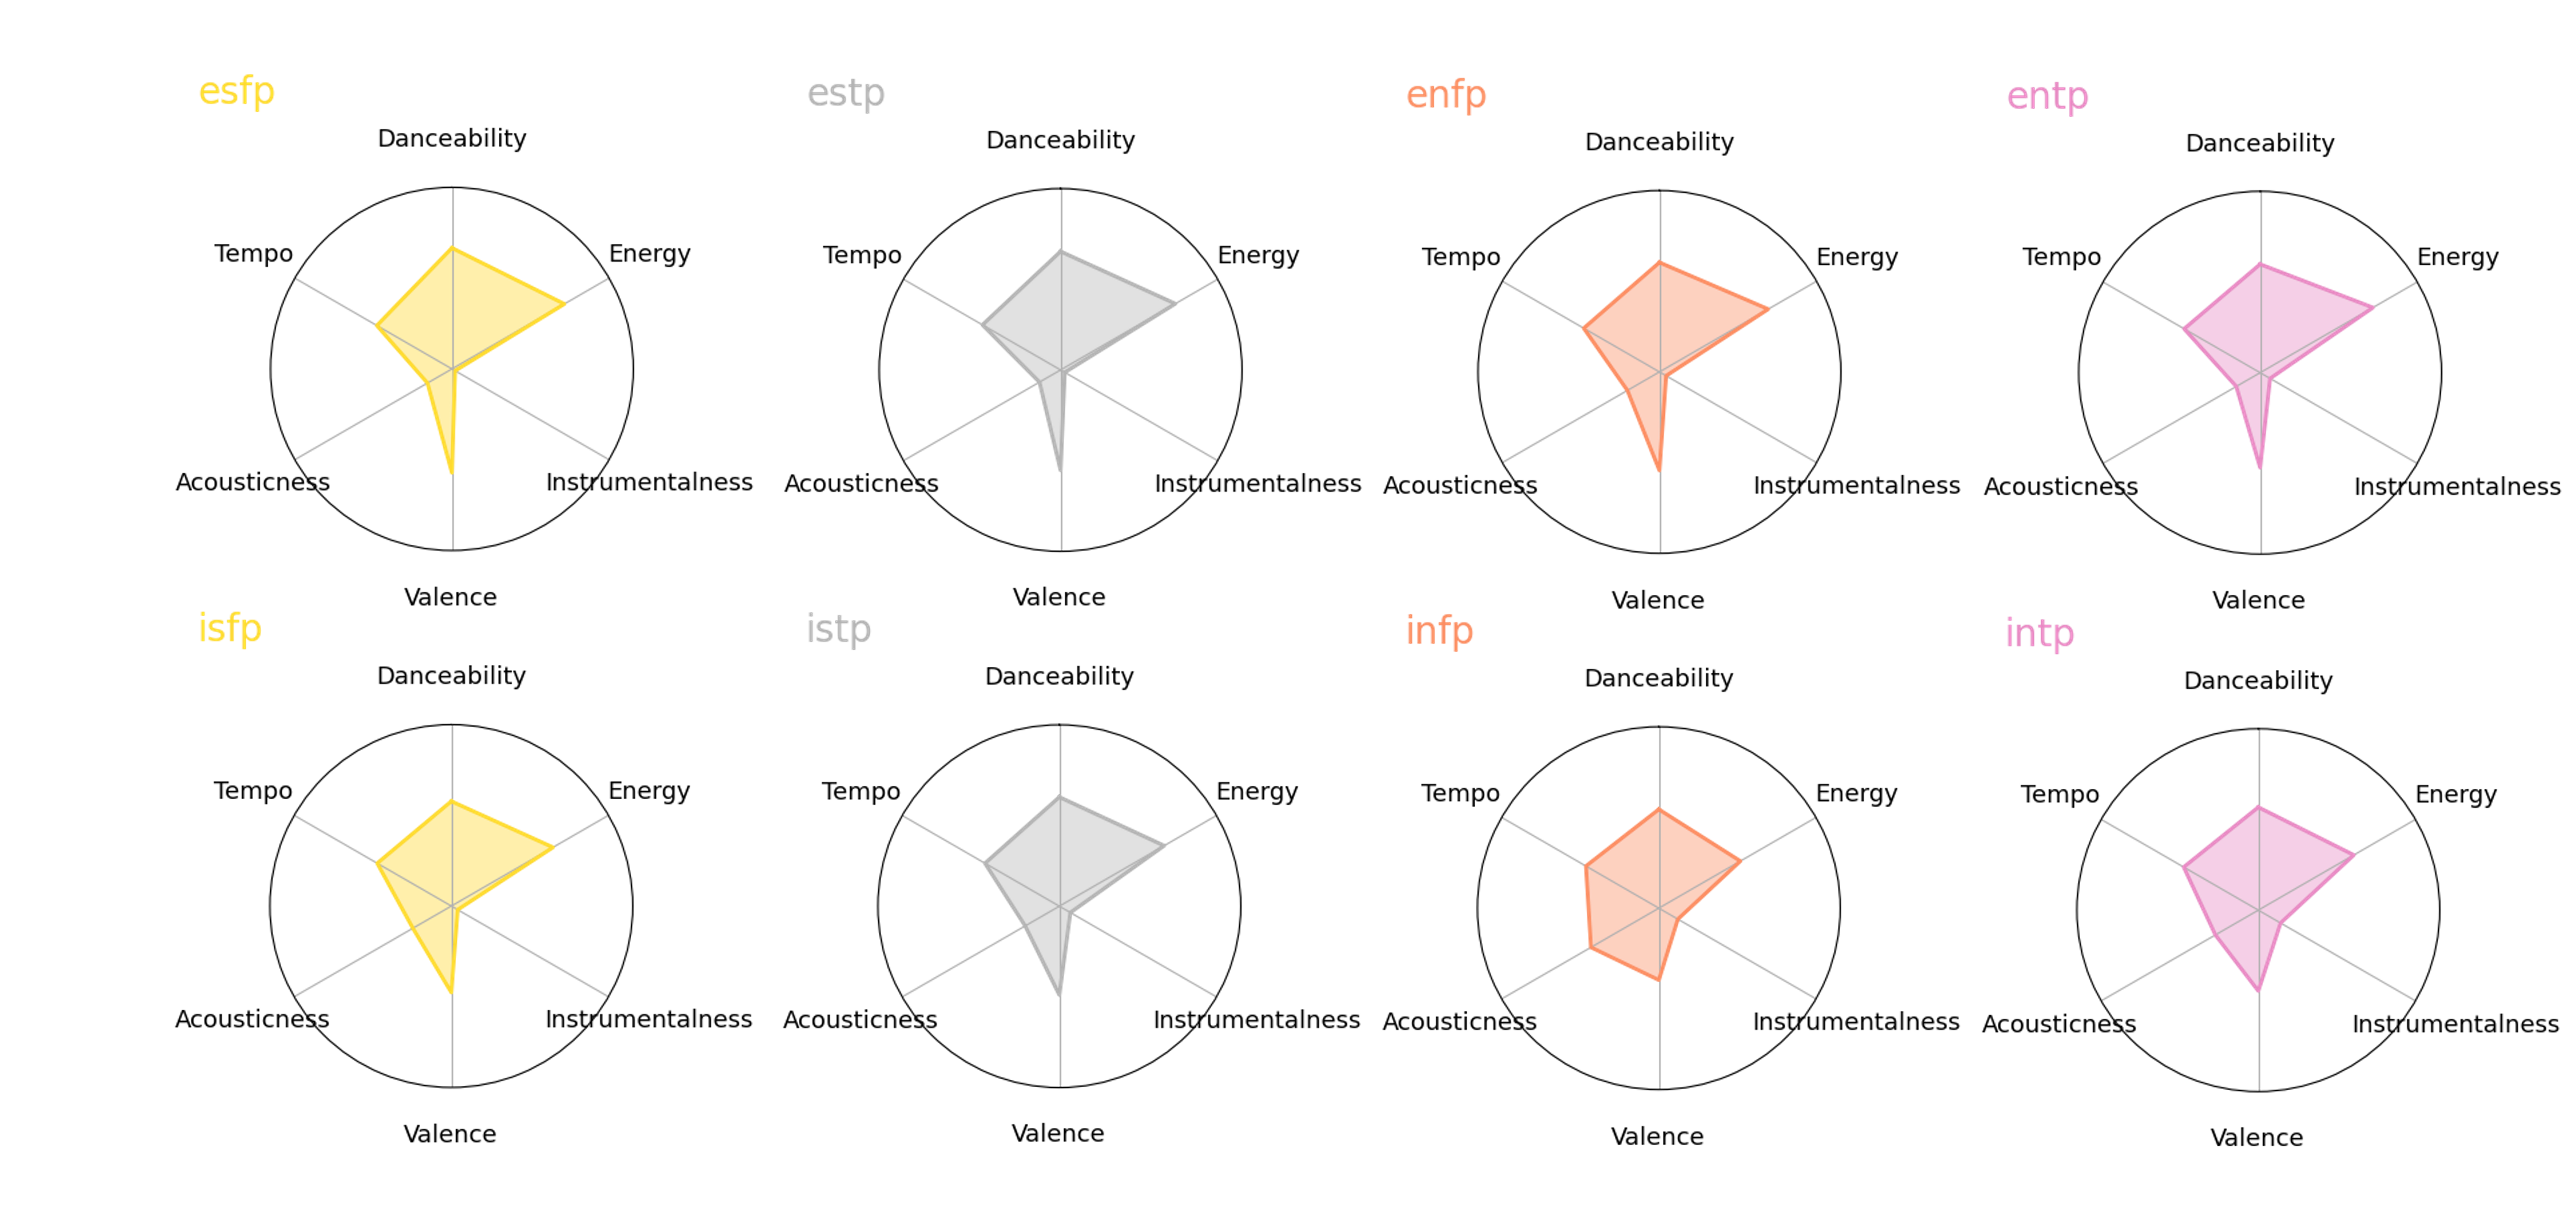 esfp
estp
enfp
entp
Danceability
Danceability
Danceability
Danceability
Tempo
Energy
Tempo
Energy
Tempo
Energy
Tempo
Energy
Acousticness
Instrumentalness
Acousticness
Instrumentalness
Acousticness
Instrumentalness
Acousticness
Instrumentalness
Valence
Valence
Valence
Valence
isfp
istp
infp
intp
Danceability
Danceability
Danceability
Danceability
Tempo
Energy
Tempo
Energy
Tempo
Energy
Tempo
Energy
Acousticness
Instrumentalness
Acousticness
Instrumentalness
Acousticness
Instrumentalness
Acousticness
Instrumentalness
Valence
Valence
Valence
Valence